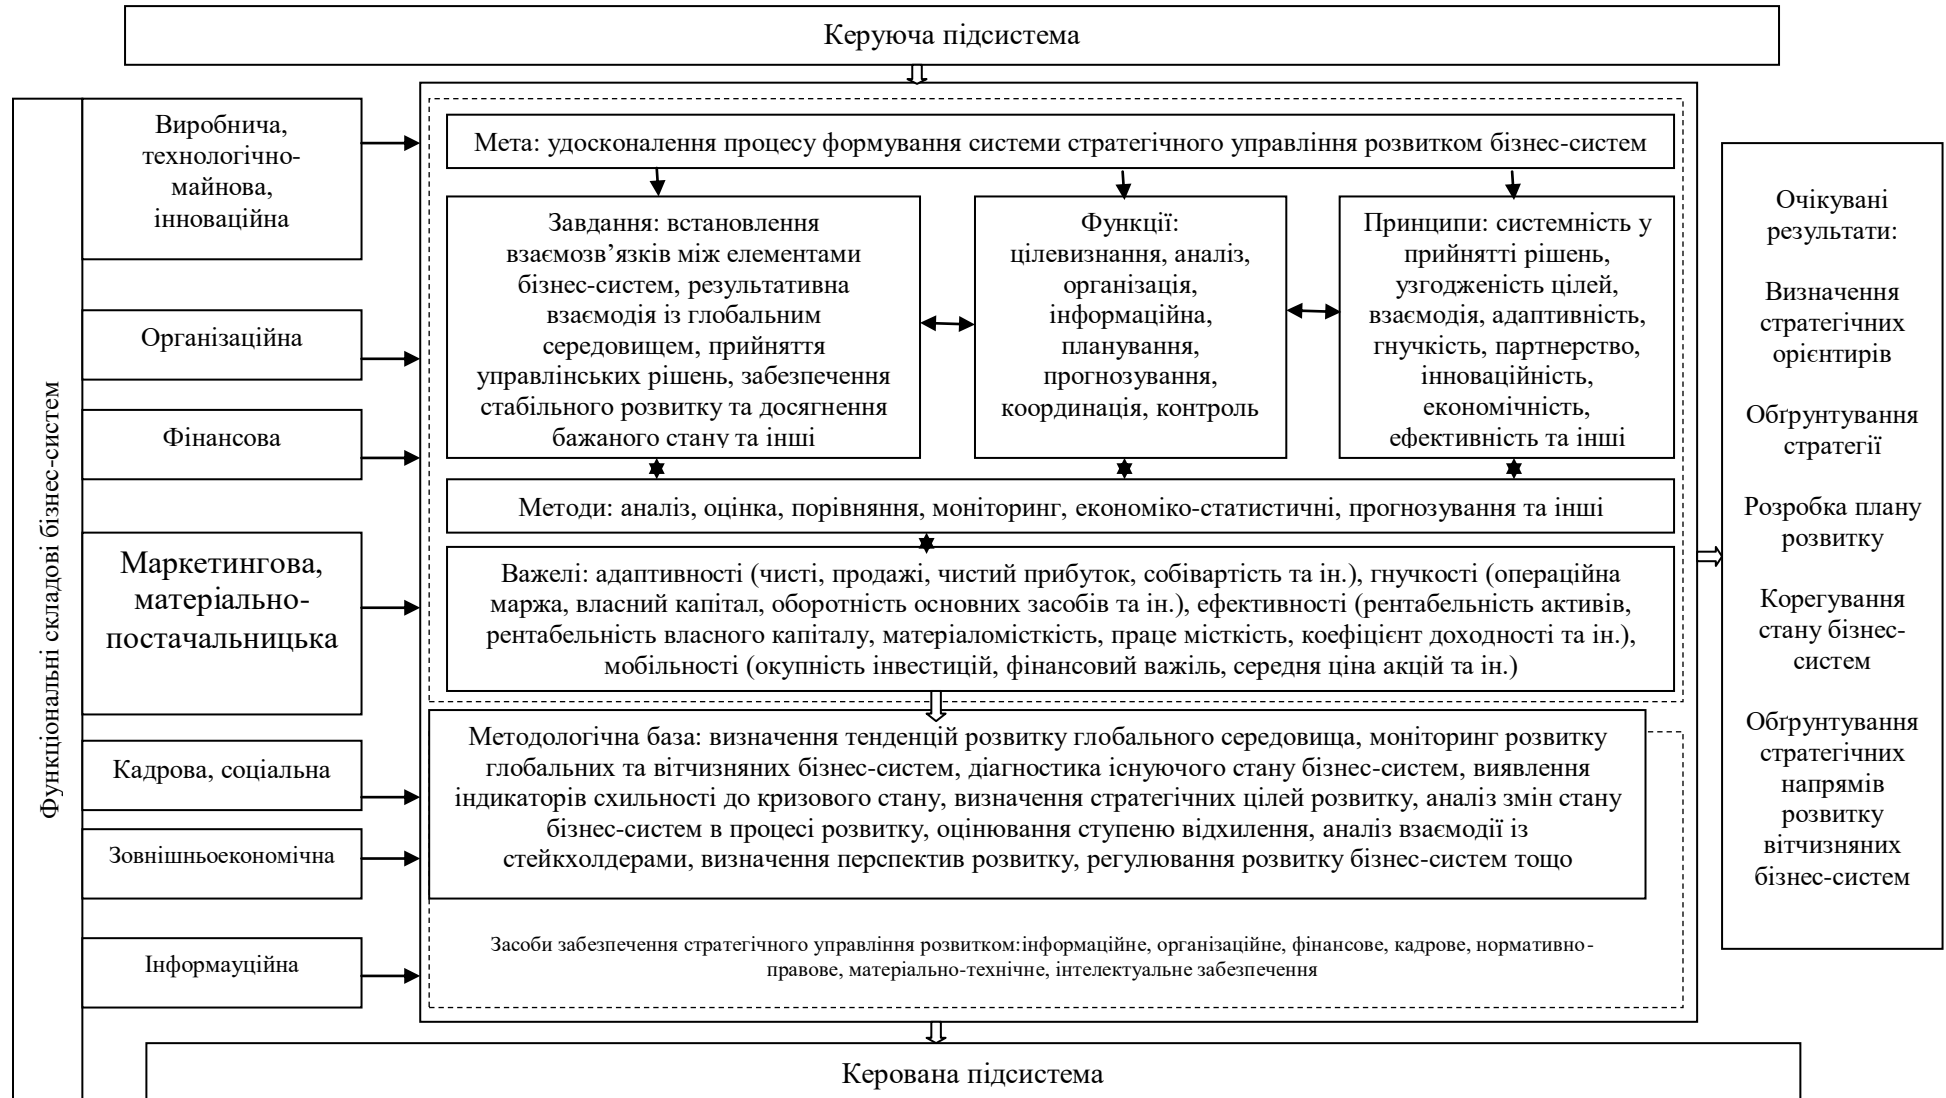 Керуюча підсистема
Функціональні складові бізнес-систем
Виробнича,
технологічно-
майнова,
інноваційна
Організаційна
Фінансова
Маркетингова,
матеріально-
постачальницька
Кадрова, соціальна
Зовнішньоекономічна
Інформауційна
Мета: удосконалення процесу формування системи стратегічного управління розвитком бізнес-систем
Завдання: встановлення
взаємозв’язків між елементами
бізнес-систем, результативна
взаємодія із глобальним
середовищем, прийняття
управлінських рішень, забезпечення
стабільного розвитку та досягнення
бажаного стану та інші
Функції:
цілевизнання, аналіз,
організація,
інформаційна,
планування,
прогнозування,
координація, контроль
Принципи: системність у
прийнятті рішень,
узгодженість цілей,
взаємодія, адаптивність,
гнучкість, партнерство,
інноваційність,
економічність,
ефективність та інші
Методи: аналіз, оцінка, порівняння, моніторинг, економіко-статистичні, прогнозування та інші
Важелі: адаптивності (чисті, продажі, чистий прибуток, собівартість та ін.), гнучкості (операційна
маржа, власний капітал, оборотність основних засобів та ін.), ефективності (рентабельність активів,
рентабельність власного капіталу, матеріаломісткість, праце місткість, коефіцієнт доходності та ін.),
мобільності (окупність інвестицій, фінансовий важіль, середня ціна акцій та ін.)
Методологічна база: визначення тенденцій розвитку глобального середовища, моніторинг розвитку
глобальних та вітчизняних бізнес-систем, діагностика існуючого стану бізнес-систем, виявлення
індикаторів схильності до кризового стану, визначення стратегічних цілей розвитку, аналіз змін стану
бізнес-систем в процесі розвитку, оцінювання ступеню відхилення, аналіз взаємодії із
стейкхолдерами, визначення перспектив розвитку, регулювання розвитку бізнес-систем тощо
Засоби забезпечення стратегічного управління розвитком:інформаційне, організаційне, фінансове, кадрове, нормативно-
правове, матеріально-технічне, інтелектуальне забезпечення
Очікувані
результати:
Визначення
стратегічних
орієнтирів
Обґрунтування
стратегії
Розробка плану
розвитку
Корегування
стану бізнес-
систем
Обґрунтування
стратегічних
напрямів
розвитку
вітчизняних
бізнес-систем
Керована підсистема